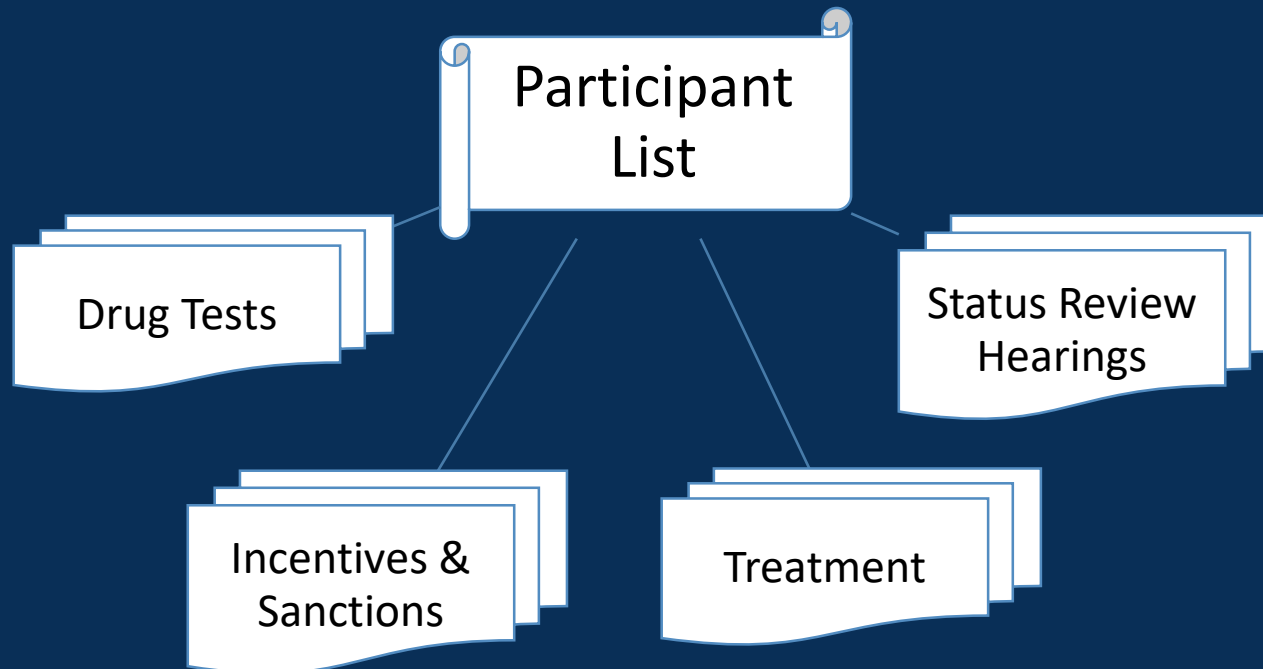 Participant
List
Drug Tests
Status Review
Hearings
Incentives &
Sanctions
Treatment